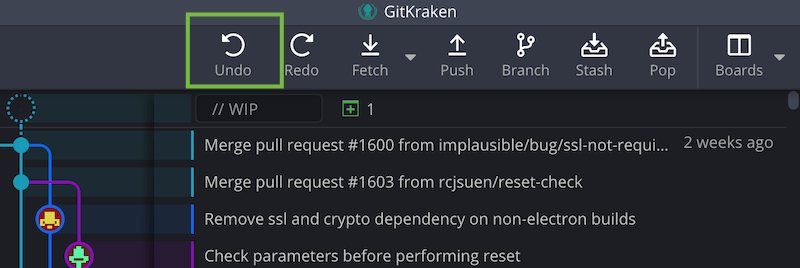 GitKraken
Undo Redo Fetch Push Branch Stash Pop Boards
// WIP 1
Merge pull request #1600 from implausible/bug/ssl-not-requi... 2 weeks ago
Merge pull request #1603 from rcjsuen/reset-check
Remove ssl and crypto dependency on non-electron builds
Check parameters before performing reset